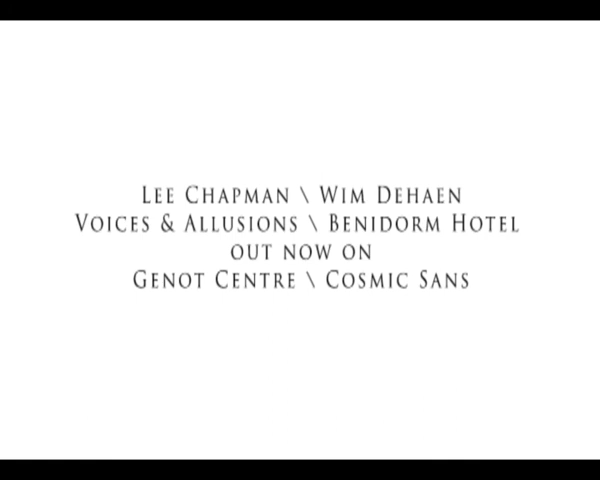 Lee Chapman \ Wim Dehaen
Voices & Allusions \ Benidorm Hotel
out now on
Genot Centre \ Cosmic Sans